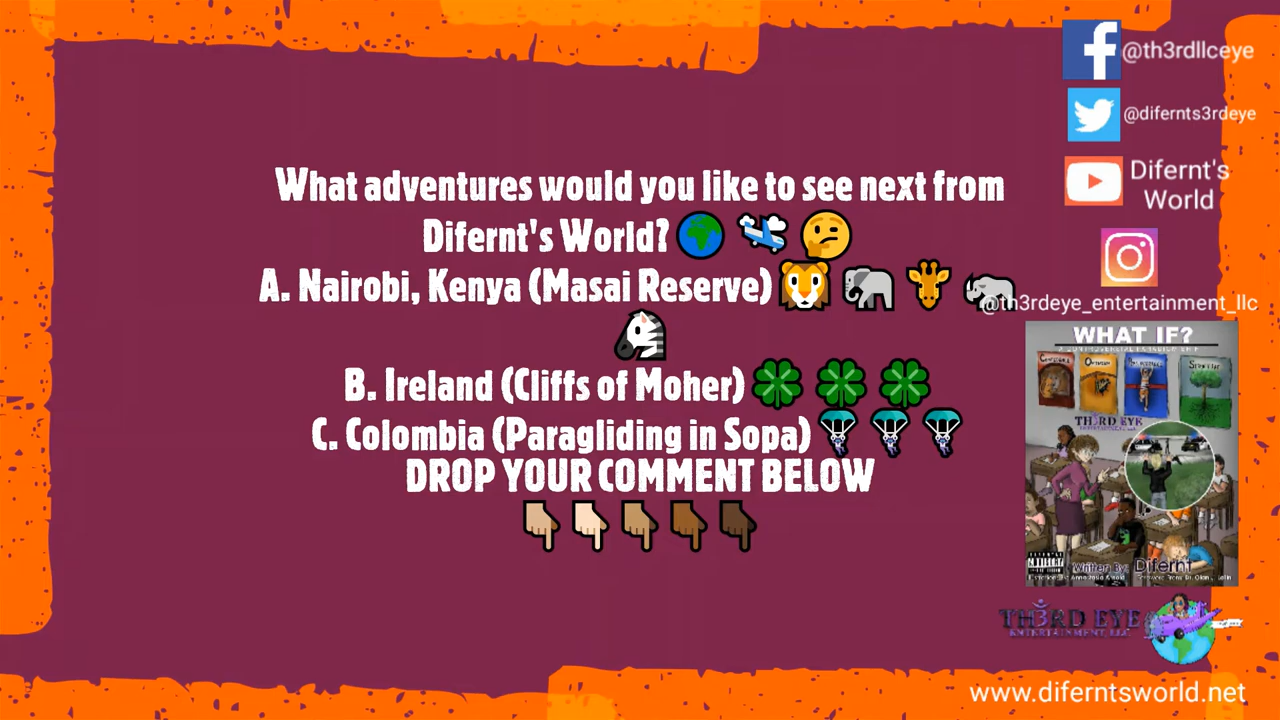 What adventures would you like to see next from
Difernt's World? 🌍 🛩 🤔
A. Nairobi, Kenya (Masai Reserve) 🦁 🐘 🦒 🦏
🦓
B. Ireland (Cliffs of Moher) 🍀 🍀 🍀
C. Colombia (Paragliding in Sopa) 🪂 🪂 🪂
DROP YOUR COMMENT BELOW
👇🏼 👇🏻 👇🏽 👇🏾 👇🏿
@th3rdllceye
@difernts3rdeye
Difernt's
World
@th3rdeye_entertainment_llc
WHAT IF?
TH3RD EYE
Written By: Difernt
TH3RD EYE
ENTERTAINMENT, LLC
www.diferntsworld.net